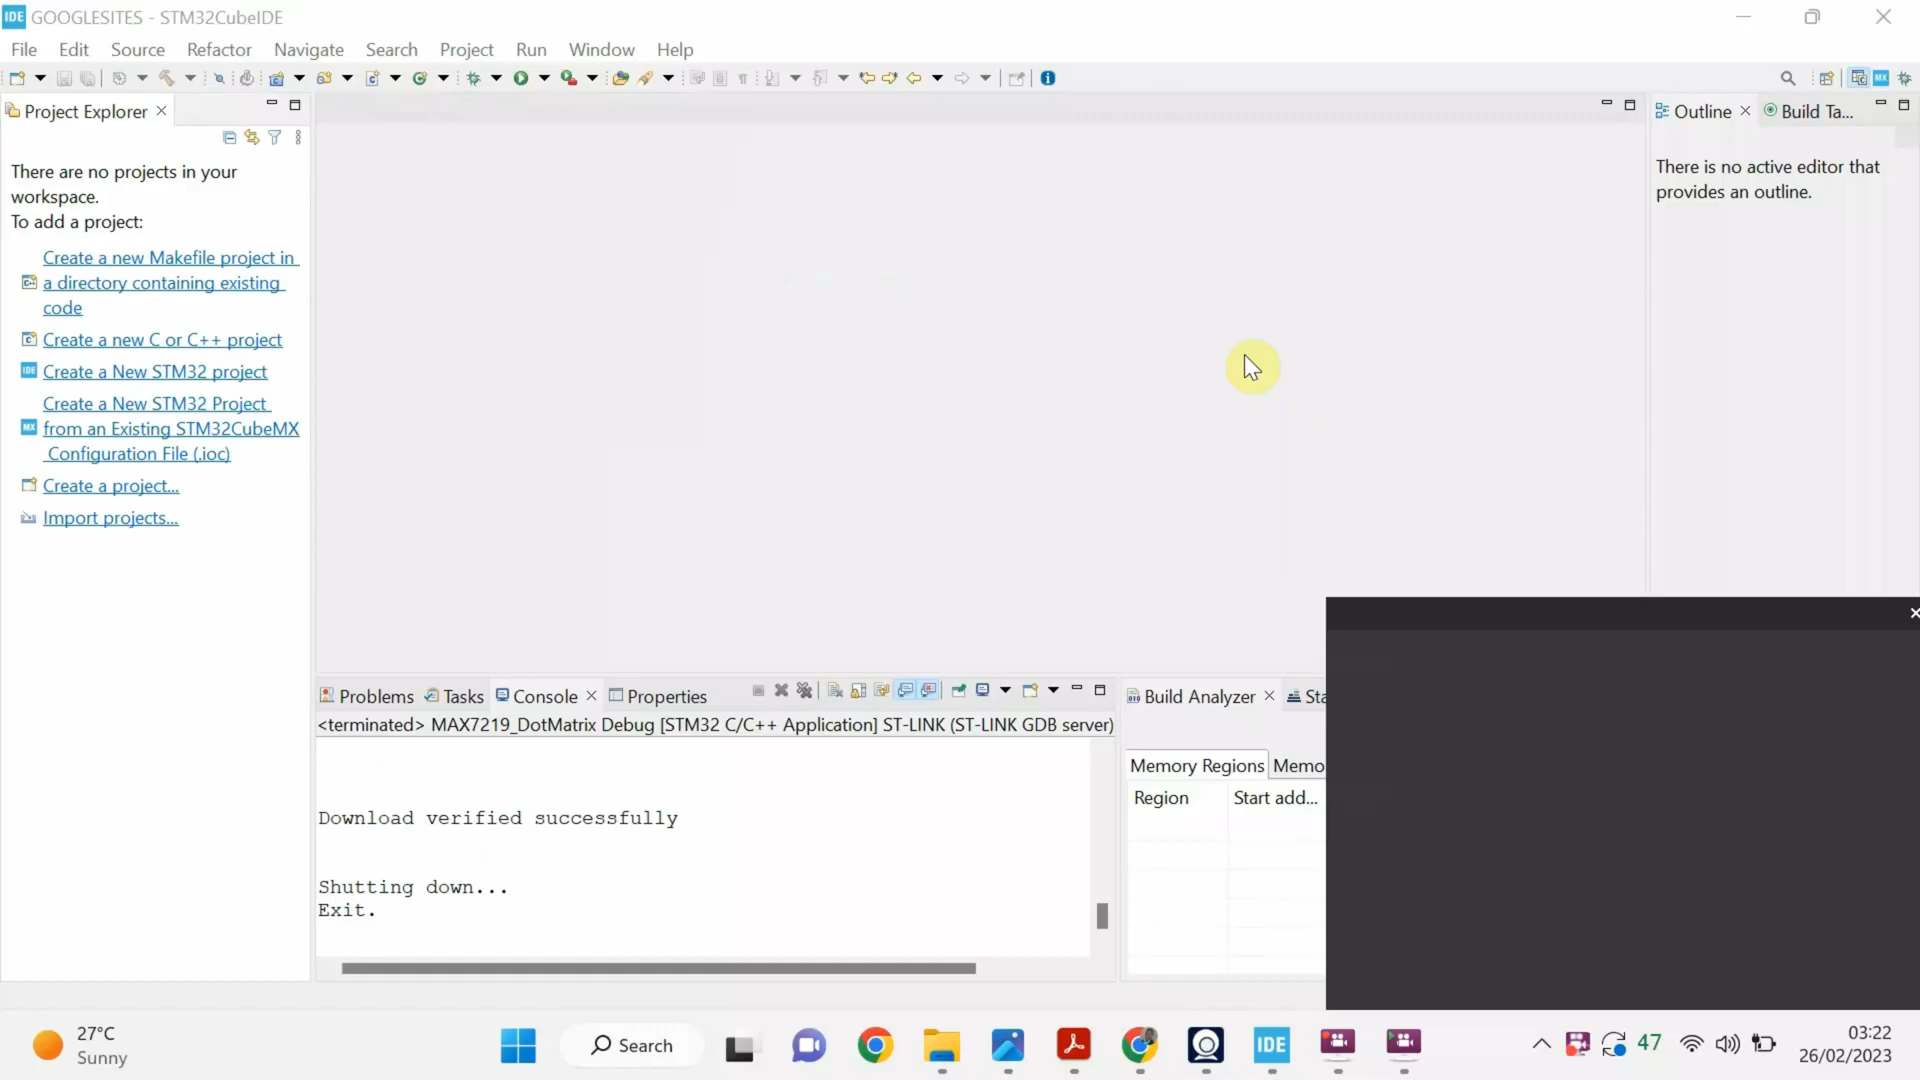 IDE GOOGLESITES - STM32CubeIDE
File Edit Source Refactor Navigate Search Project Run Window Help
Project Explorer
Outline
Build Ta...
There are no projects in your
workspace.
To add a project:
Create a new Makefile project in
a directory containing existing
code
Create a new C or C++ project
IDE Create a New STM32 project
Create a New STM32 Project
MX from an Existing STM32CubeMX
Configuration File (.ioc)
Create a project...
Import projects...
There is no active editor that
provides an outline.
Problems Tasks Console Properties
<terminated> MAX7219_DotMatrix Debug [STM32 C/C++ Application] ST-LINK (ST-LINK GDB server)
Download verified successfully
Shutting down...
Exit.
Build Analyzer Sta
Memory Regions Memo
Region Start add...
27°C
Sunny
Search
IDE
47
03:22
26/02/2023